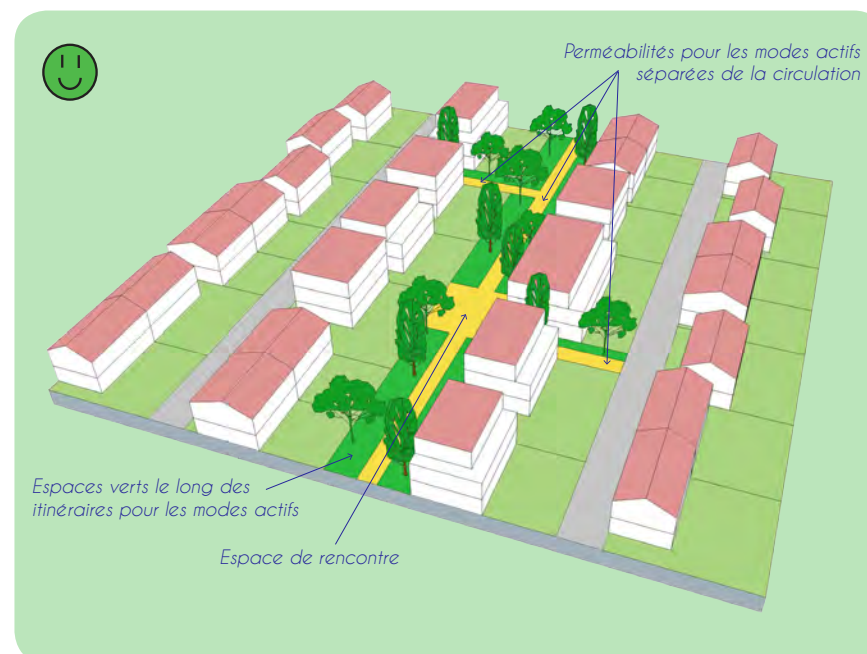 Perméabilités pour les modes actifs
séparées de la circulation
Espaces verts le long des
itinéraires pour les modes actifs
Espace de rencontre